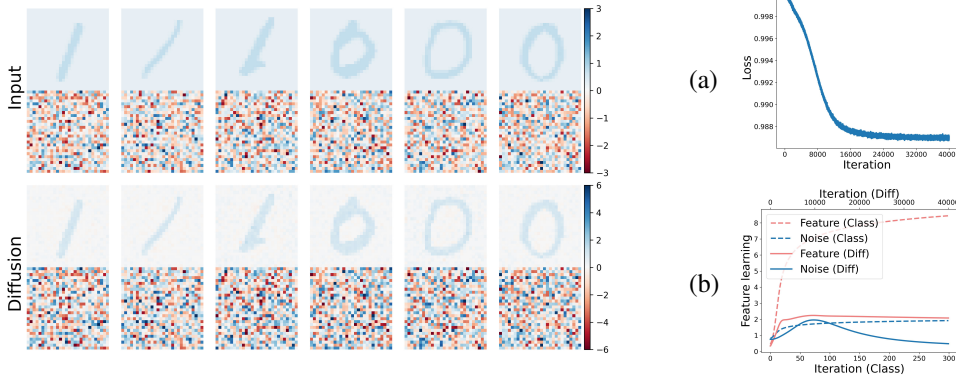 Input
3
2
1
0
−1
−2
−3
Diffusion
6
4
2
0
−2
−4
−6
(a)
Loss
0.998
0.996
0.994
0.992
0.990
0.988
0 8000 16000 24000 32000 4000
Iteration
(b)
Iteration (Diff)
0 10000 20000 30000 4000
Feature learning
8
7
6
5
4
3
2
1
0
Feature (Class)
Noise (Class)
Feature (Diff)
Noise (Diff)
0 50 100 150 200 250 300
Iteration (Class)